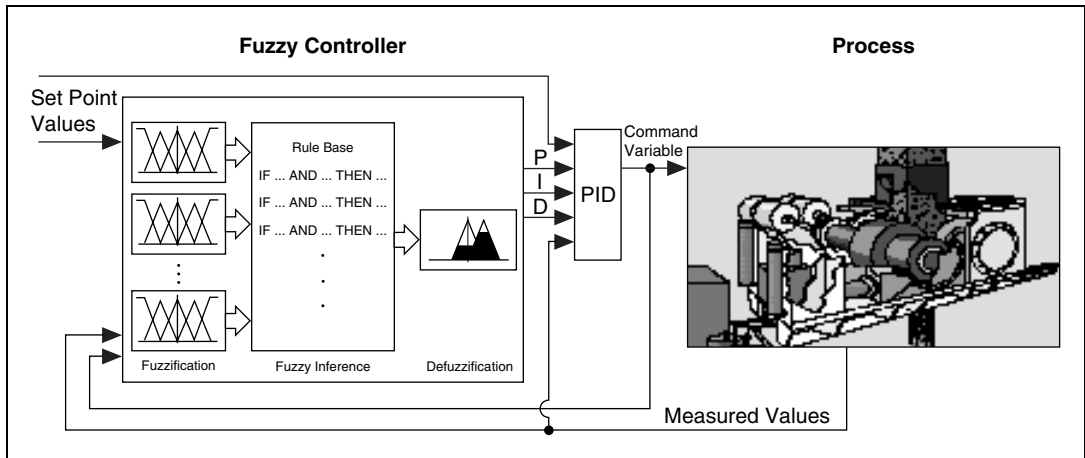 Fuzzy Controller
Process
Set Point
Values
Rule Base
IF ... AND ... THEN ...
IF ... AND ... THEN ...
IF ... AND ... THEN ...
P
I
D
PID
Command
Variable
Fuzzification
Fuzzy Inference
Defuzzification
Measured Values